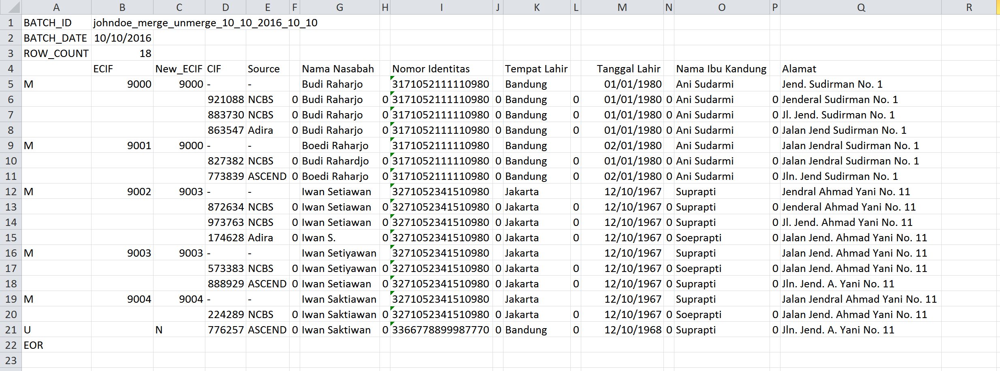 A B C D E F G H I J K L M N O P Q R
1 BATCH_ID johndoe_merge_unmerge_10_10_2016_10_10
2 BATCH_DATE 10/10/2016
3 ROW_COUNT 18
4 ECIF New_ECIF CIF Source Nama Nasabah Nomor Identitas Tempat Lahir Tanggal Lahir Nama Ibu Kandung Alamat
5 M 9000 9000 - - Budi Raharjo 3171052111110980 Bandung 01/01/1980 Ani Sudarmi Jend. Sudirman No. 1
6 921088 NCBS 0 Budi Raharjo 0 3171052111110980 0 Bandung 0 01/01/1980 0 Ani Sudarmi 0 Jenderal Sudirman No. 1
7 883730 NCBS 0 Budi Raharjo 0 3171052111110980 0 Bandung 0 01/01/1980 0 Ani Sudarmi 0 Jl. Jend. Sudirman No. 1
8 863547 Adira 0 Budi Raharjo 0 3171052111110980 0 Bandung 0 01/01/1980 0 Ani Sudarmi 0 Jalan Jend Sudirman No. 1
9 M 9001 9000 - - Boedi Raharjo 3171052111110980 Bandung 02/01/1980 Ani Sudarmi Jalan Jendral Sudirman No. 1
10 827382 NCBS 0 Budi Rahardjo 0 3171052111110980 0 Bandung 0 01/01/1980 0 Ani Sudarmi 0 Jalan Jendral Sudirman No. 1
11 773839 ASCEND 0 Boedi Raharjo 0 3171052111110980 0 Bandung 0 02/01/1980 0 Ani Sudarmi 0 Jln. Jend Sudirman No. 1
12 M 9002 9003 - - Iwan Setiawan 3271052341510980 Jakarta 12/10/1967 Suprapti Jendral Ahmad Yani No. 11
13 872634 NCBS 0 Iwan Setiawan 0 3271052341510980 0 Jakarta 0 12/10/1967 0 Suprapti 0 Jenderal Ahmad Yani No. 11
14 973763 NCBS 0 Iwan Setiawan 0 3271052341510980 0 Jakarta 0 12/10/1967 0 Suprapti 0 Jl. Jend. Ahmad Yani No. 11
15 174628 Adira 0 Iwan S. 0 3271052341510980 0 Jakarta 0 12/10/1967 0 Soeprapti 0 Jalan Jend. Ahmad Yani No. 11
16 M 9003 9003 - - Iwan Setiyawan 3271052341510980 Jakarta 12/10/1967 Suprapti Jalan Jend. Ahmad Yani No. 11
17 573383 NCBS 0 Iwan Setiyawan 0 3271052341510980 0 Jakarta 0 12/10/1967 0 Soeprapti 0 Jalan Jend. Ahmad Yani No. 11
18 888929 ASCEND 0 Iwan Setiawan 0 3271052341510980 0 Jakarta 0 12/10/1967 0 Suprapti 0 Jln. Jend. A. Yani No. 11
19 M 9004 9004 - - Iwan Saktiawan 3271052341510980 Jakarta 12/10/1967 Suprapti Jalan Jendral Ahmad Yani No. 11
20 224289 NCBS 0 Iwan Saktiawan 0 3271052341510980 0 Jakarta 0 12/10/1967 0 Soeprapti 0 Jalan Jend. Ahmad Yani No. 11
21 U N 776257 ASCEND 0 Iwan Saktiwan 0 3366778899987770 0 Bandung 0 12/10/1968 0 Suprapti 0 Jln. Jend. A. Yani No. 11
22 EOR
23